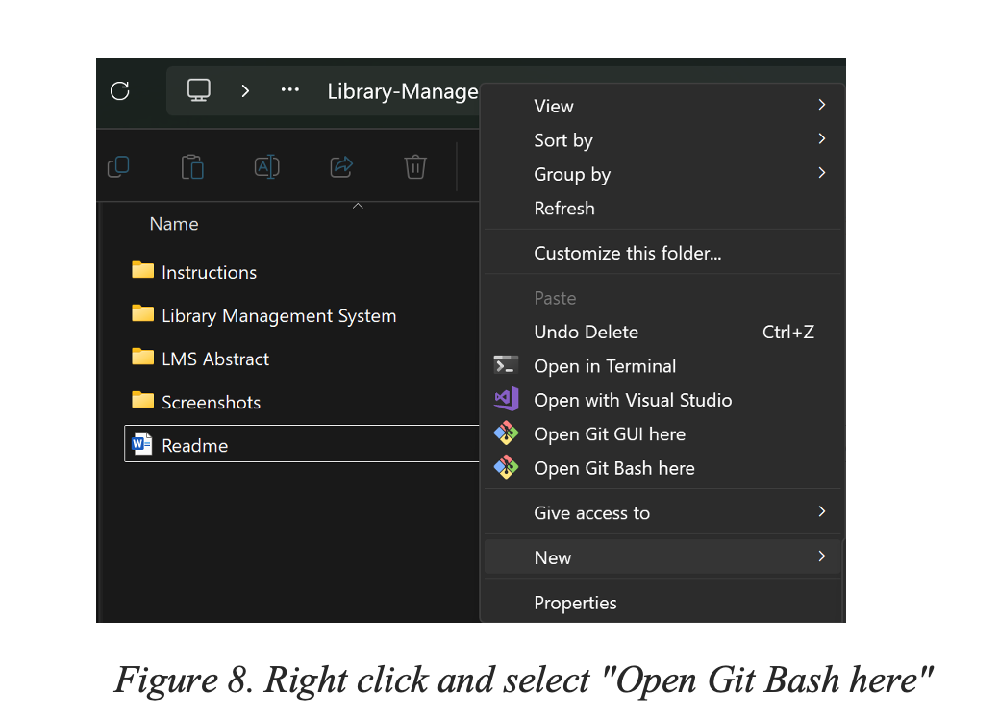 Library-Manage
Name
Instructions
Library Management System
LMS Abstract
Screenshots
Readme
View
Sort by
Group by
Refresh
Customize this folder...
Paste
Undo Delete Ctrl+Z
Open in Terminal
Open with Visual Studio
Open Git GUI here
Open Git Bash here
Give access to
New
Properties
Figure 8. Right click and select "Open Git Bash here"